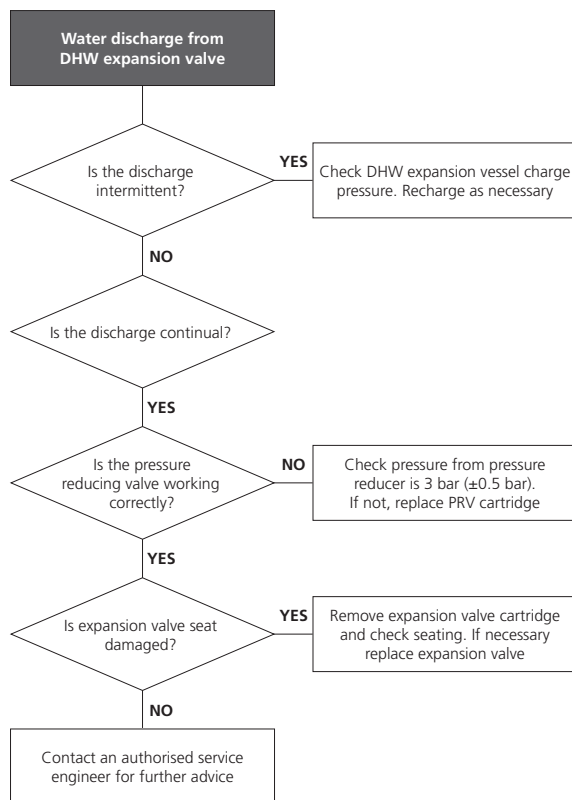 Water discharge from
DHW expansion valve
Is the discharge
intermittent?
YES
Check DHW expansion vessel charge
pressure. Recharge as necessary
NO
Is the discharge continual?
YES
Is the pressure
reducing valve working
correctly?
NO
Check pressure from pressure
reducer is 3 bar (±0.5 bar).
If not, replace PRV cartridge
YES
Is expansion valve seat
damaged?
YES
Remove expansion valve cartridge
and check seating. If necessary
replace expansion valve
NO
Contact an authorised service
engineer for further advice